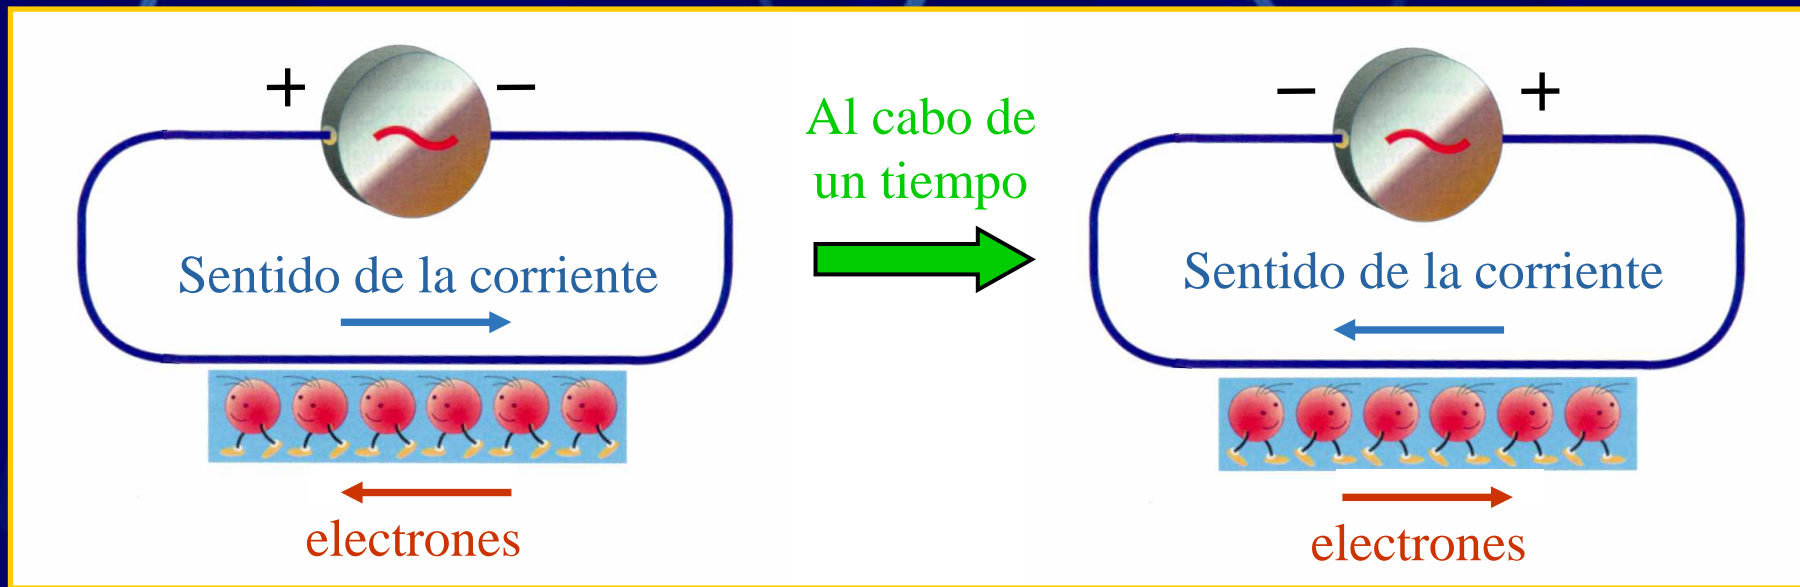 + −
Sentido de la corriente
electrones
Al cabo de
un tiempo
− +
Sentido de la corriente
electrones